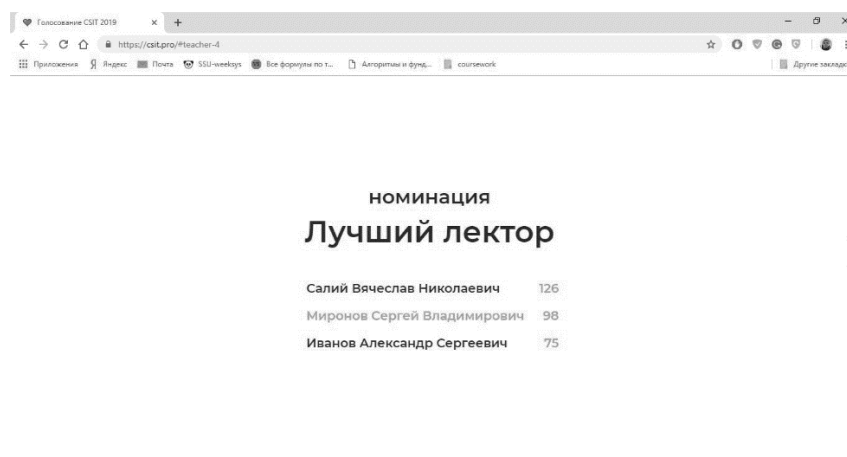 Голосование CSIT 2019
https://csit.pro/#teacher-4
Приложения Яндекс Почта SSU-weeksys Все формулы по т... Алгоритмы и фунд... coursework Другие закладк
номинация
Лучший лектор
Салий Вячеслав Николаевич 126
Миронов Сергей Владимирович 98
Иванов Александр Сергеевич 75